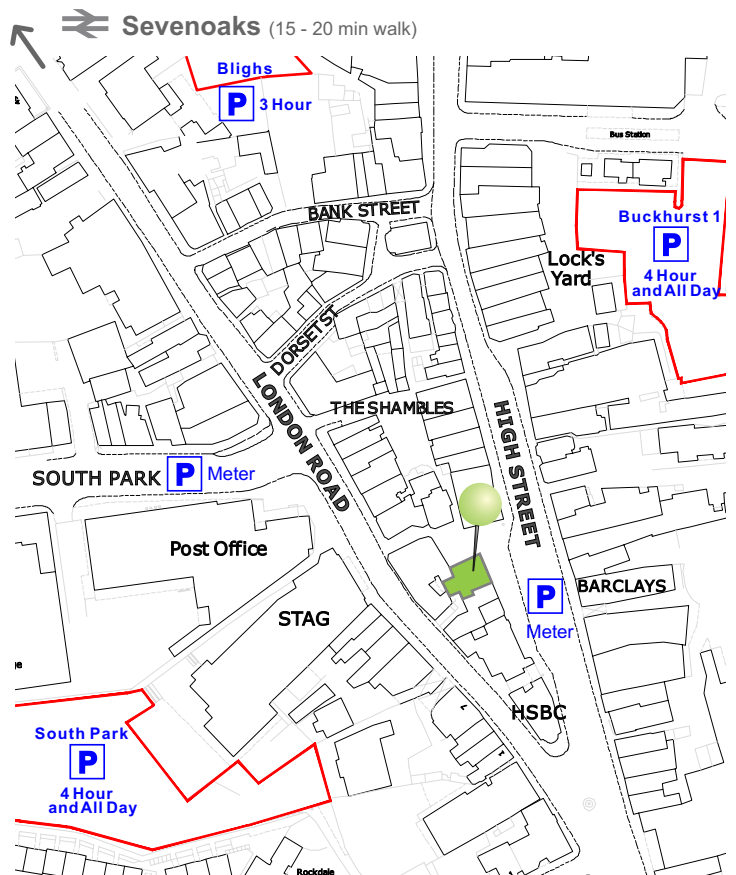 Sevenoaks (15 - 20 min walk)
Blighs
P 3 Hour
Bus Station
BANK STREET
Buckhurst 1
P
4 Hour
and All Day
Lock's
Yard
DORSET ST
THE SHAMBLES
LONDON ROAD
HIGH STREET
SOUTH PARK P Meter
Post Office
STAG
P
Meter
BARCLAYS
HSBC
South Park
P
4 Hour
and All Day
Rockdale